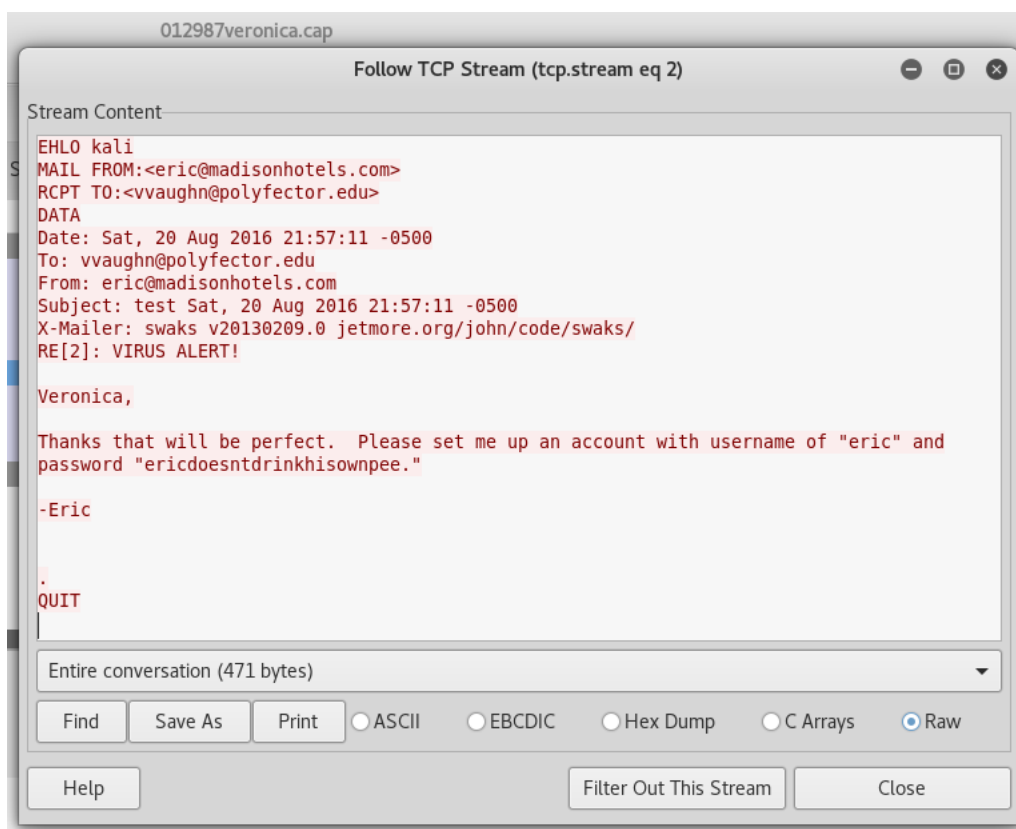 012987veronica.cap
Follow TCP Stream (tcp.stream eq 2)
Stream Content
EHLO kali
MAIL FROM:<eric@madisonhotels.com>
RCPT TO:<vvaughn@polyfector.edu>
DATA
Date: Sat, 20 Aug 2016 21:57:11 -0500
To: vvaughn@polyfector.edu
From: eric@madisonhotels.com
Subject: test Sat, 20 Aug 2016 21:57:11 -0500
X-Mailer: swaks v20130209.0 jetmore.org/john/code/swaks/
RE[2]: VIRUS ALERT!
Veronica,
Thanks that will be perfect.  Please set me up an account with username of "eric" and
password "ericdoesntdrinkhisownpee."
-Eric
.
QUIT
Entire conversation (471 bytes)
Find Save As Print ASCII EBCDIC Hex Dump C Arrays Raw
Help Filter Out This Stream Close